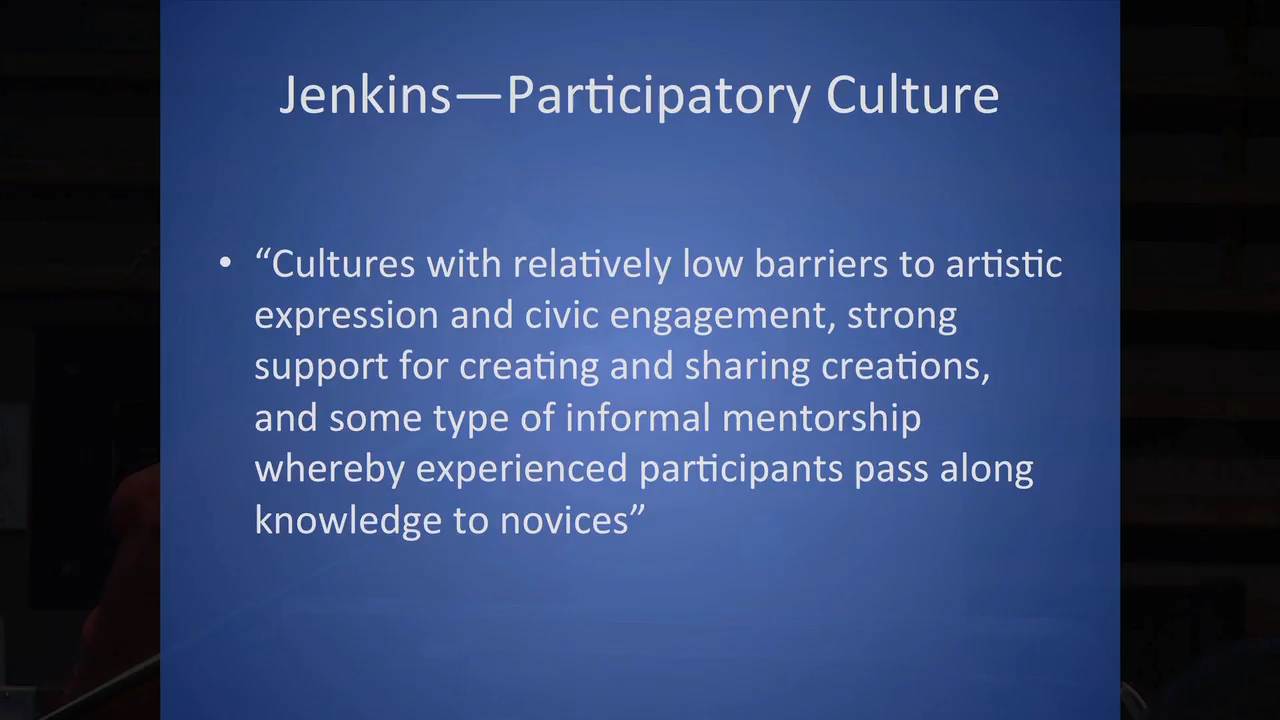 Jenkins—Participatory Culture
• “Cultures with relatively low barriers to artistic
expression and civic engagement, strong
support for creating and sharing creations,
and some type of informal mentorship
whereby experienced participants pass along
knowledge to novices”